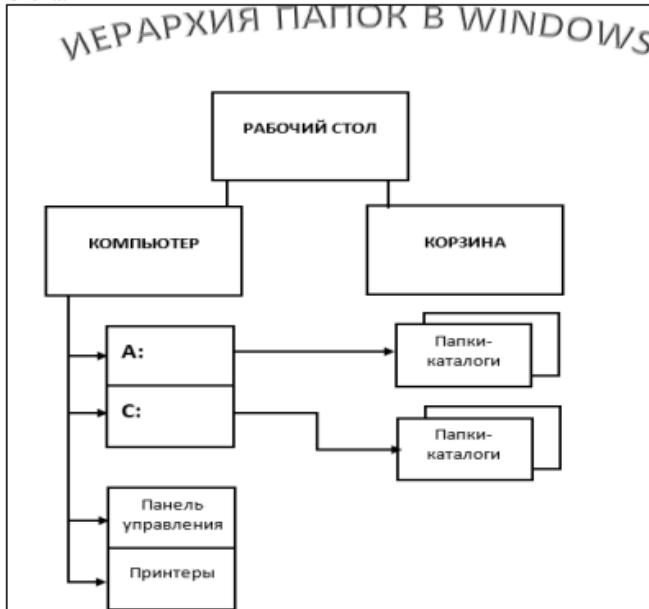 ИЕРАРХИЯ ПАПОК В WINDOWS
РАБОЧИЙ СТОЛ
КОМПЬЮТЕР
КОРЗИНА
A:
Папки-
каталоги
C:
Папки-
каталоги
Панель
управления
Принтеры